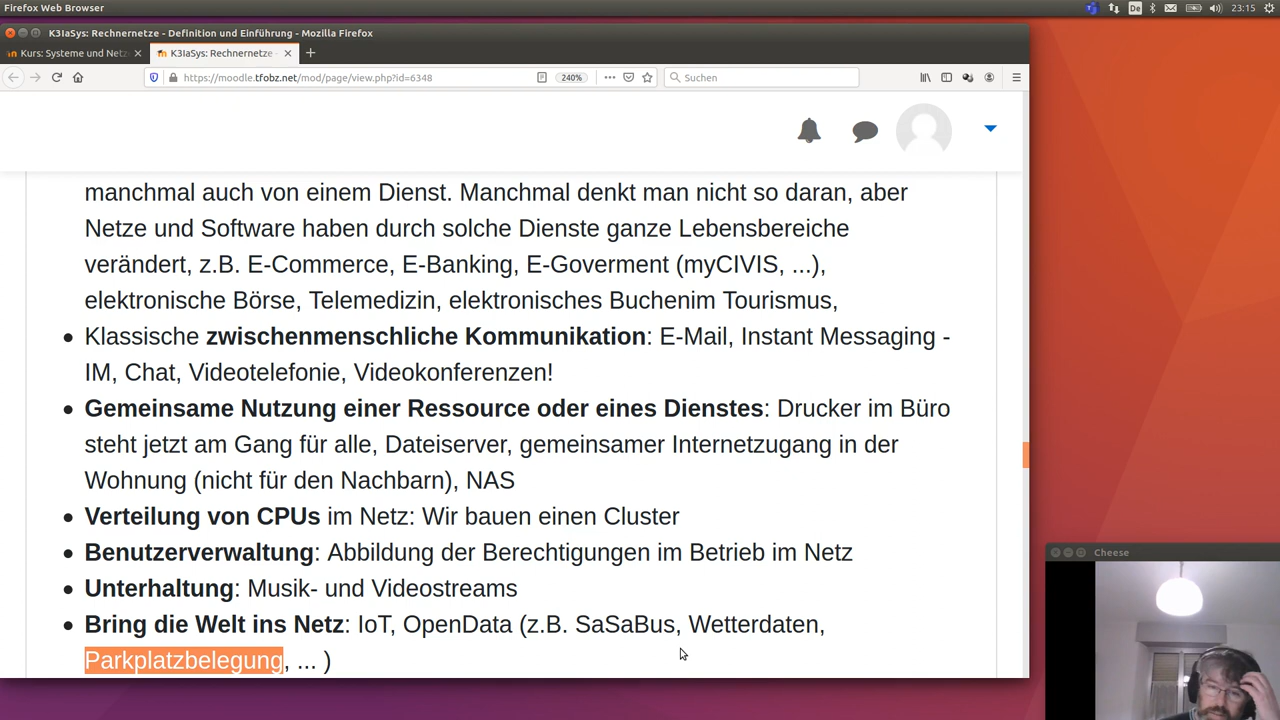 Firefox Web Browser
De
23:15
K3IaSys: Rechnernetze - Definition und Einführung - Mozilla Firefox
Kurs: Systeme und Netz
K3IaSys: Rechnernetze -
https://moodle.tfobz.net/mod/page/view.php?id=6348
240%
Suchen
manchmal auch von einem Dienst. Manchmal denkt man nicht so daran, aber
Netze und Software haben durch solche Dienste ganze Lebensbereiche
verändert, z.B. E-Commerce, E-Banking, E-Goverment (myCIVIS, ...),
elektronische Börse, Telemedizin, elektronisches Buchenim Tourismus,
Klassische zwischenmenschliche Kommunikation: E-Mail, Instant Messaging -
IM, Chat, Videotelefonie, Videokonferenzen!
Gemeinsame Nutzung einer Ressource oder eines Dienstes: Drucker im Büro
steht jetzt am Gang für alle, Dateiserver, gemeinsamer Internetzugang in der
Wohnung (nicht für den Nachbarn), NAS
Verteilung von CPUs im Netz: Wir bauen einen Cluster
Benutzerverwaltung: Abbildung der Berechtigungen im Betrieb im Netz
Unterhaltung: Musik- und Videostreams
Bring die Welt ins Netz: IoT, OpenData (z.B. SaSaBus, Wetterdaten,
Parkplatzbelegung, ... )
Cheese